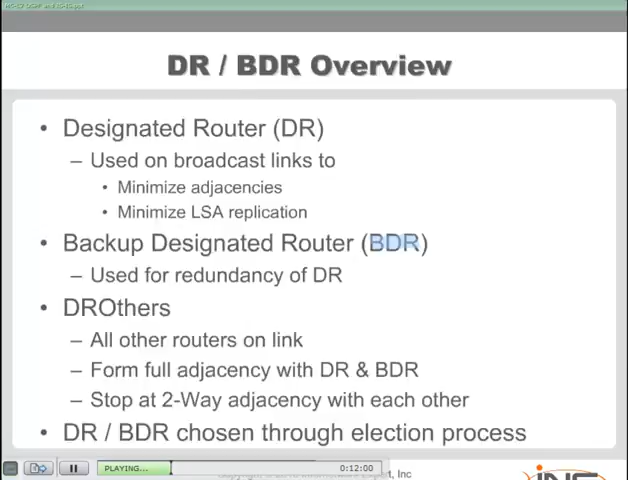 DR / BDR Overview
• Designated Router (DR)
– Used on broadcast links to
• Minimize adjacencies
• Minimize LSA replication
• Backup Designated Router (BDR)
– Used for redundancy of DR
• DROthers
– All other routers on link
– Form full adjacency with DR & BDR
– Stop at 2-Way adjacency with each other
• DR / BDR chosen through election process
PLAYING...
0:12:00
Inc